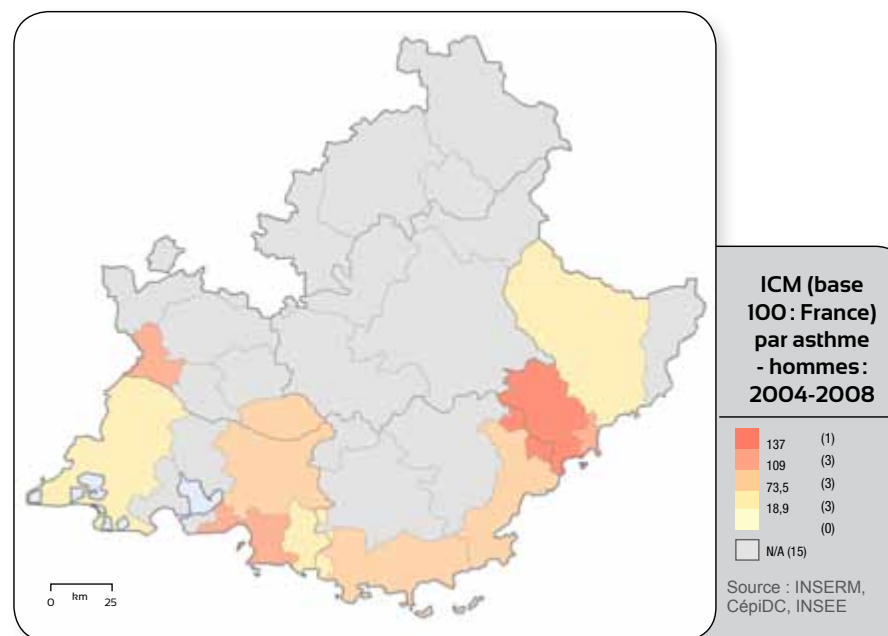 ICM (base
100 : France)
par asthme
- hommes :
2004-2008
137 (1)
109 (3)
73,5 (3)
18,9 (3)
(0)
N/A (15)
Source : INSERM,
CépiDC, INSEE
km
0 25